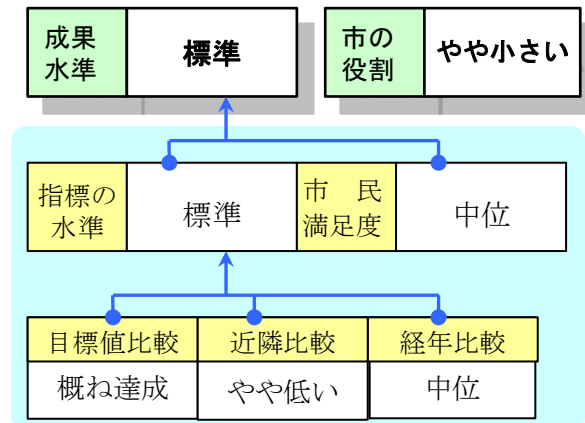 成果
水準
標準
市の
役割
やや小さい
指標の
水準
標準
市　民
満足度
中位
目標値比較
近隣比較
経年比較
概ね達成
やや低い
中位